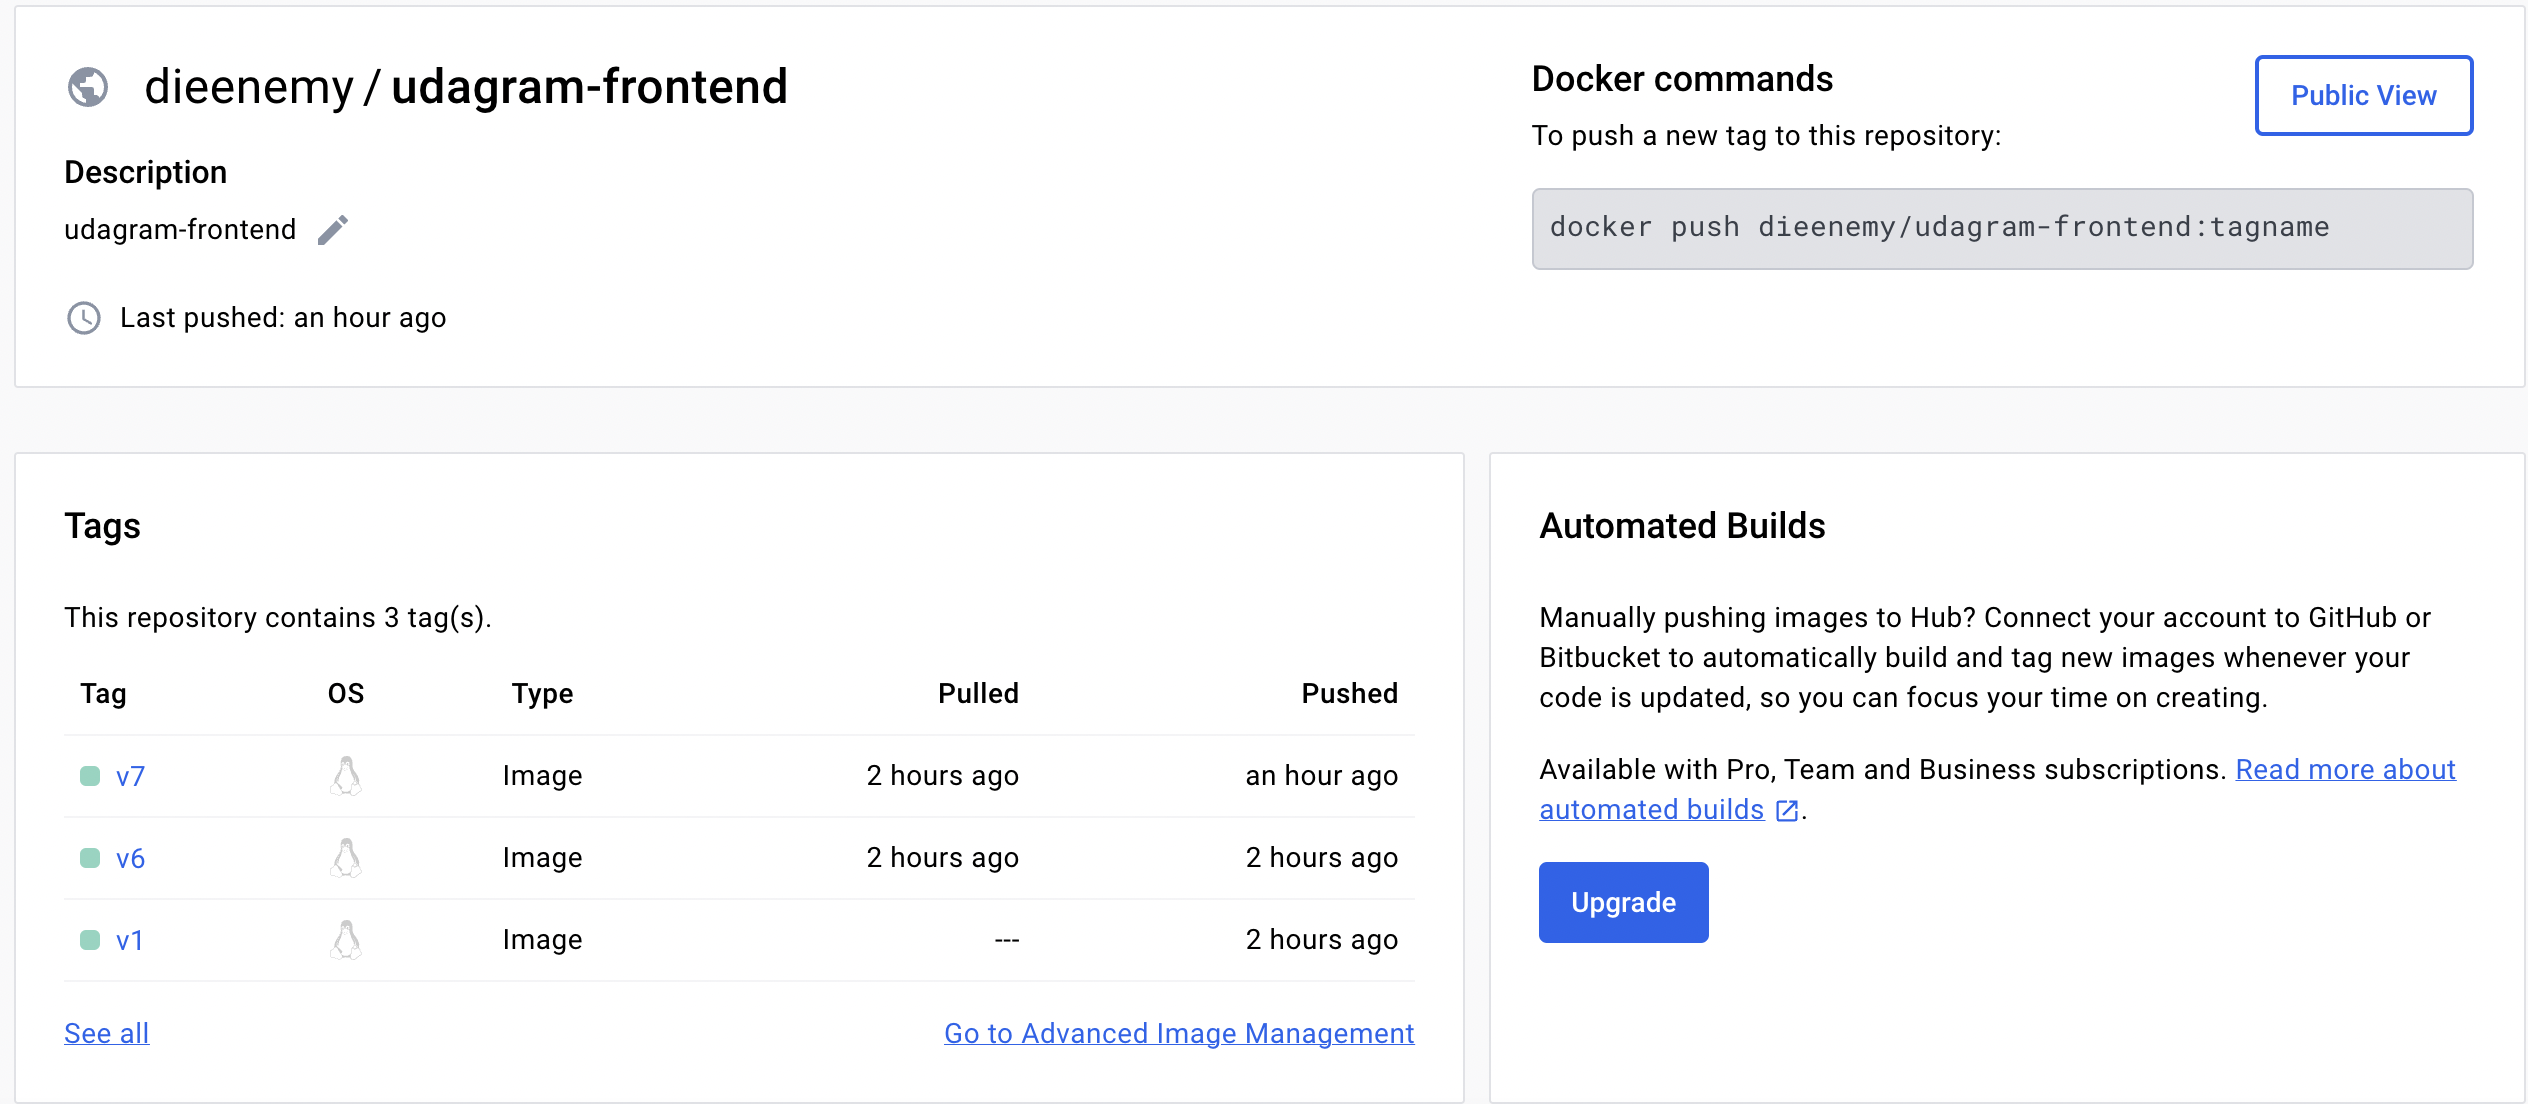 dieenemy / udagram-frontend
Description
udagram-frontend
Last pushed: an hour ago
Docker commands
To push a new tag to this repository:
Public View
docker push dieenemy/udagram-frontend:tagname
Tags
This repository contains 3 tag(s).
Tag OS Type Pulled Pushed
v7 Image 2 hours ago an hour ago
v6 Image 2 hours ago 2 hours ago
v1 Image --- 2 hours ago
See all Go to Advanced Image Management
Automated Builds
Manually pushing images to Hub? Connect your account to GitHub or
Bitbucket to automatically build and tag new images whenever your
code is updated, so you can focus your time on creating.
Available with Pro, Team and Business subscriptions. Read more about
automated builds.
Upgrade